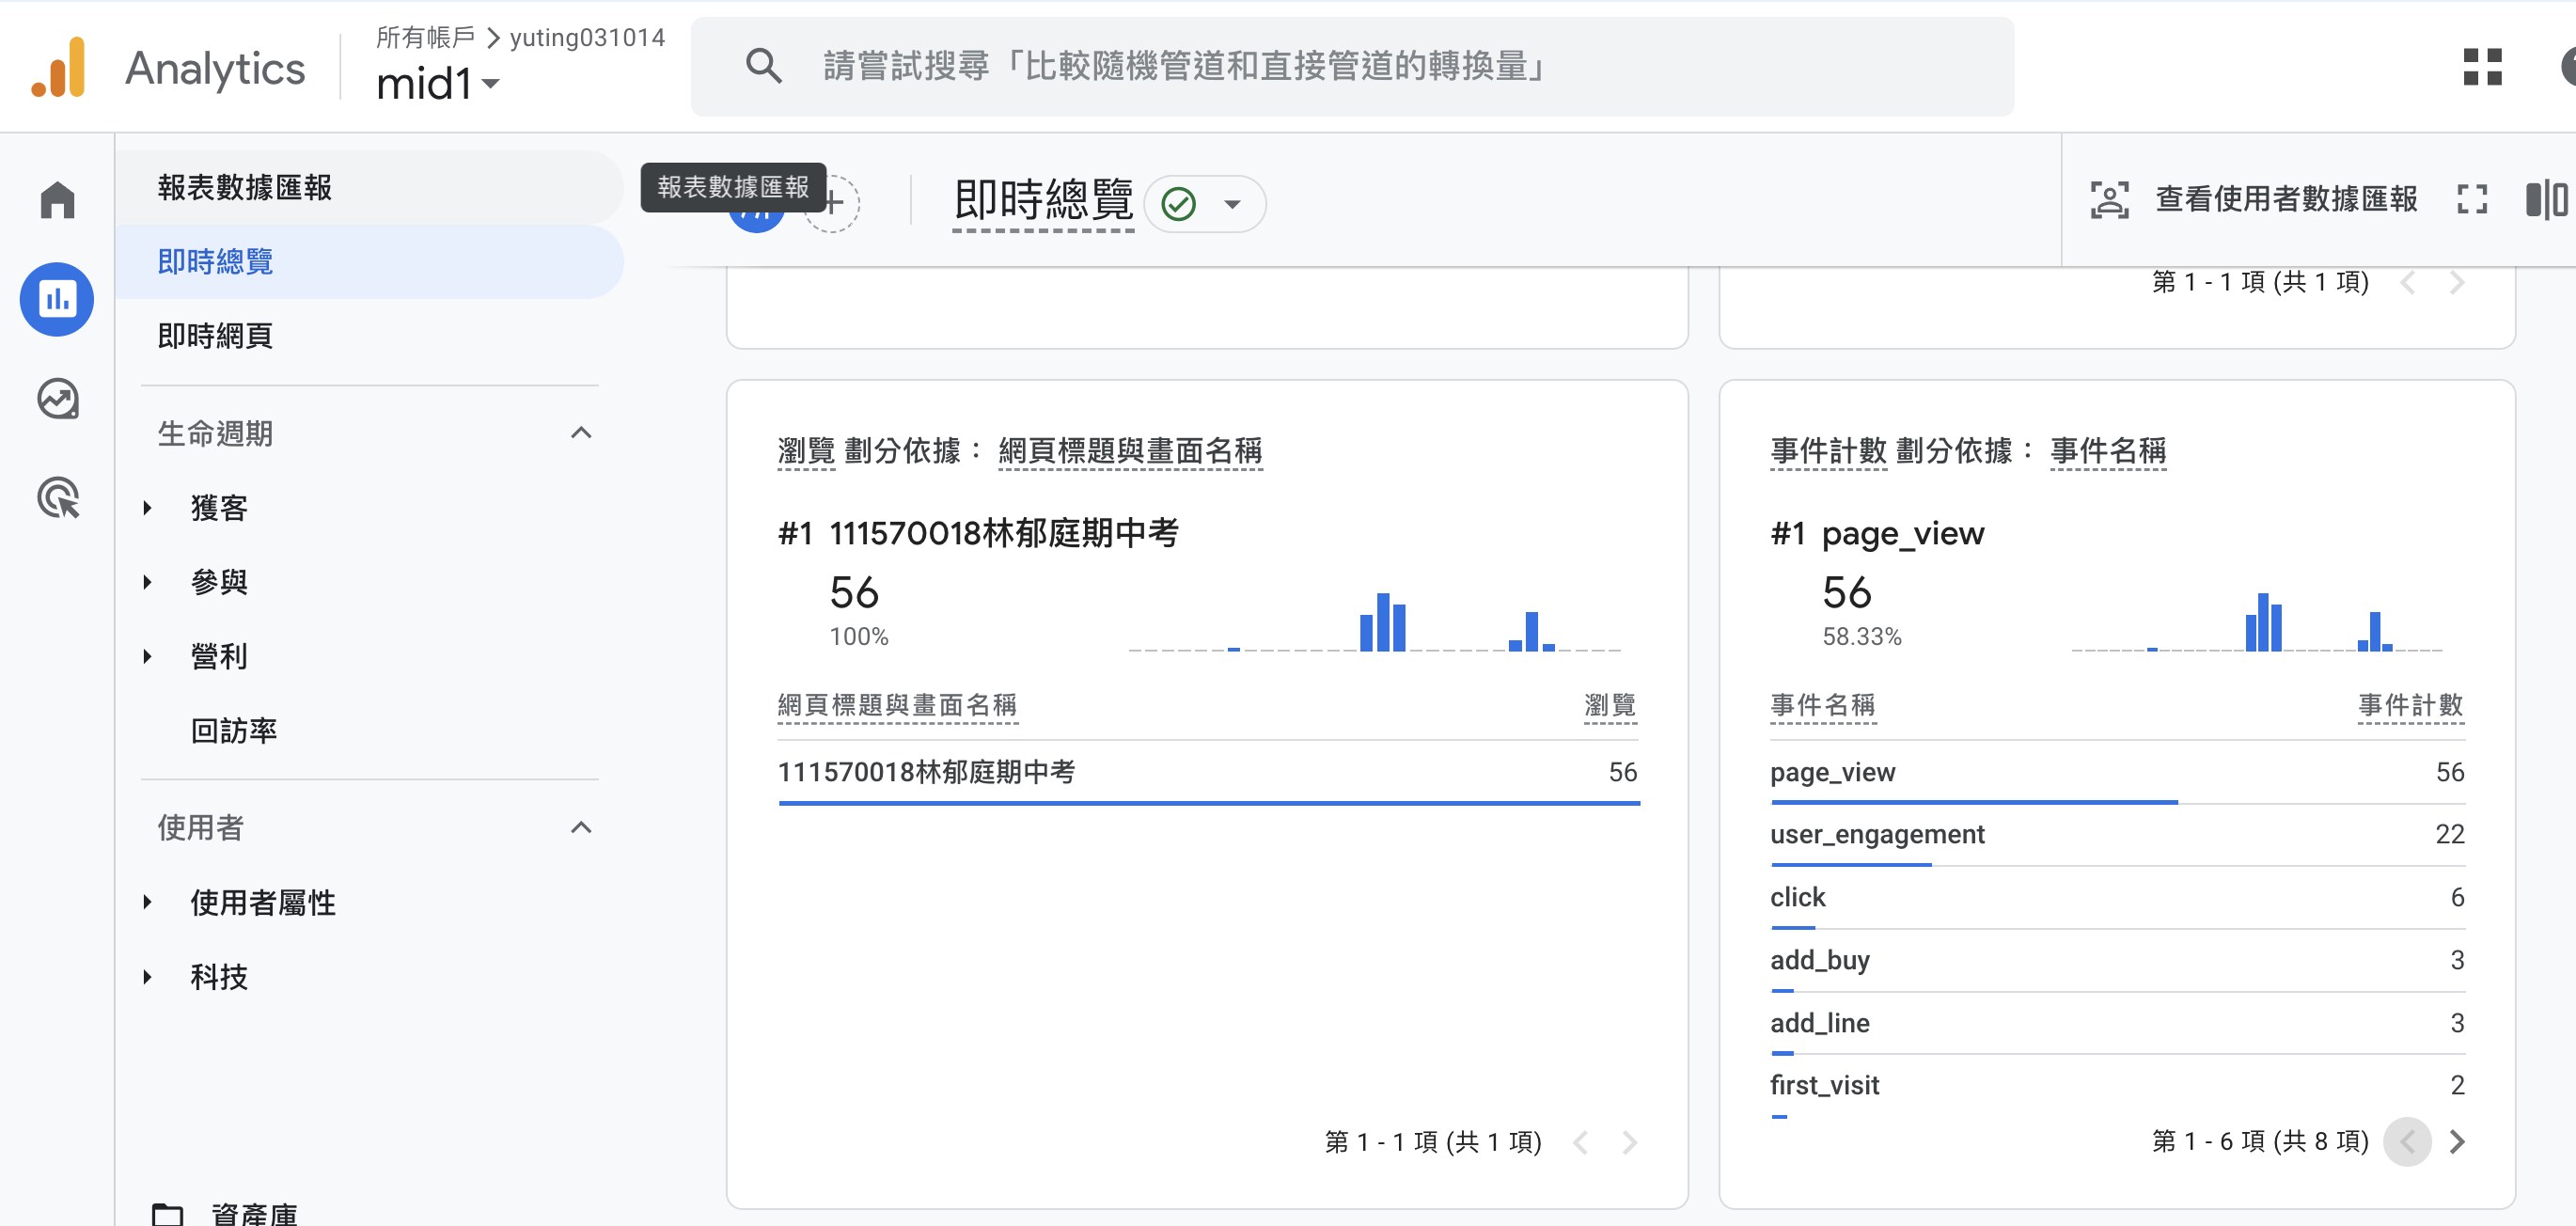 Analytics
所有帳戶 > yuting031014
mid1
請嘗試搜尋「比較隨機管道和直接管道的轉換量」
報表數據匯報
即時總覽
即時網頁
生命週期
獲客
參與
營利
回訪率
使用者
使用者屬性
科技
資產庫
報表數據匯報
即時總覽
查看使用者數據匯報
第 1 - 1 項 (共 1 項)
瀏覽 劃分依據： 網頁標題與畫面名稱
#1 111570018林郁庭期中考
56
100%
網頁標題與畫面名稱 瀏覽
111570018林郁庭期中考 56
第 1 - 1 項 (共 1 項)
事件計數 劃分依據： 事件名稱
#1 page_view
56
58.33%
事件名稱 事件計數
page_view 56
user_engagement 22
click 6
add_buy 3
add_line 3
first_visit 2
第 1 - 6 項 (共 8 項)